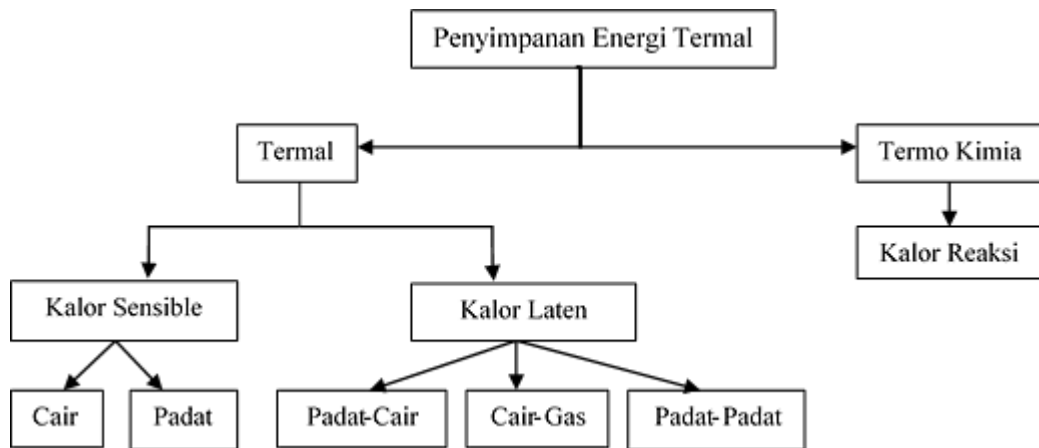 Penyimpanan Energi Termal
Termal
Termo Kimia
Kalor Reaksi
Kalor Sensible
Kalor Laten
Cair
Padat
Padat-Cair
Cair-Gas
Padat-Padat